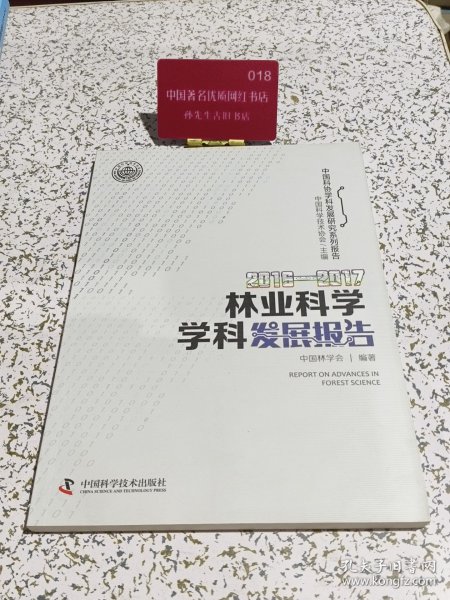 018
中国著名优质网红书店
孙先生古旧书店
中国科协学科发展研究系列报告
中国科学技术协会 / 主编
2016—2017
林业科学
学科发展报告
中国林学会 | 编著
REPORT ON ADVANCES IN
FOREST SCIENCE
中国科学技术出版社
CHINA SCIENCE AND TECHNOLOGY PRESS
孔夫子旧书网
www.kongfz.com